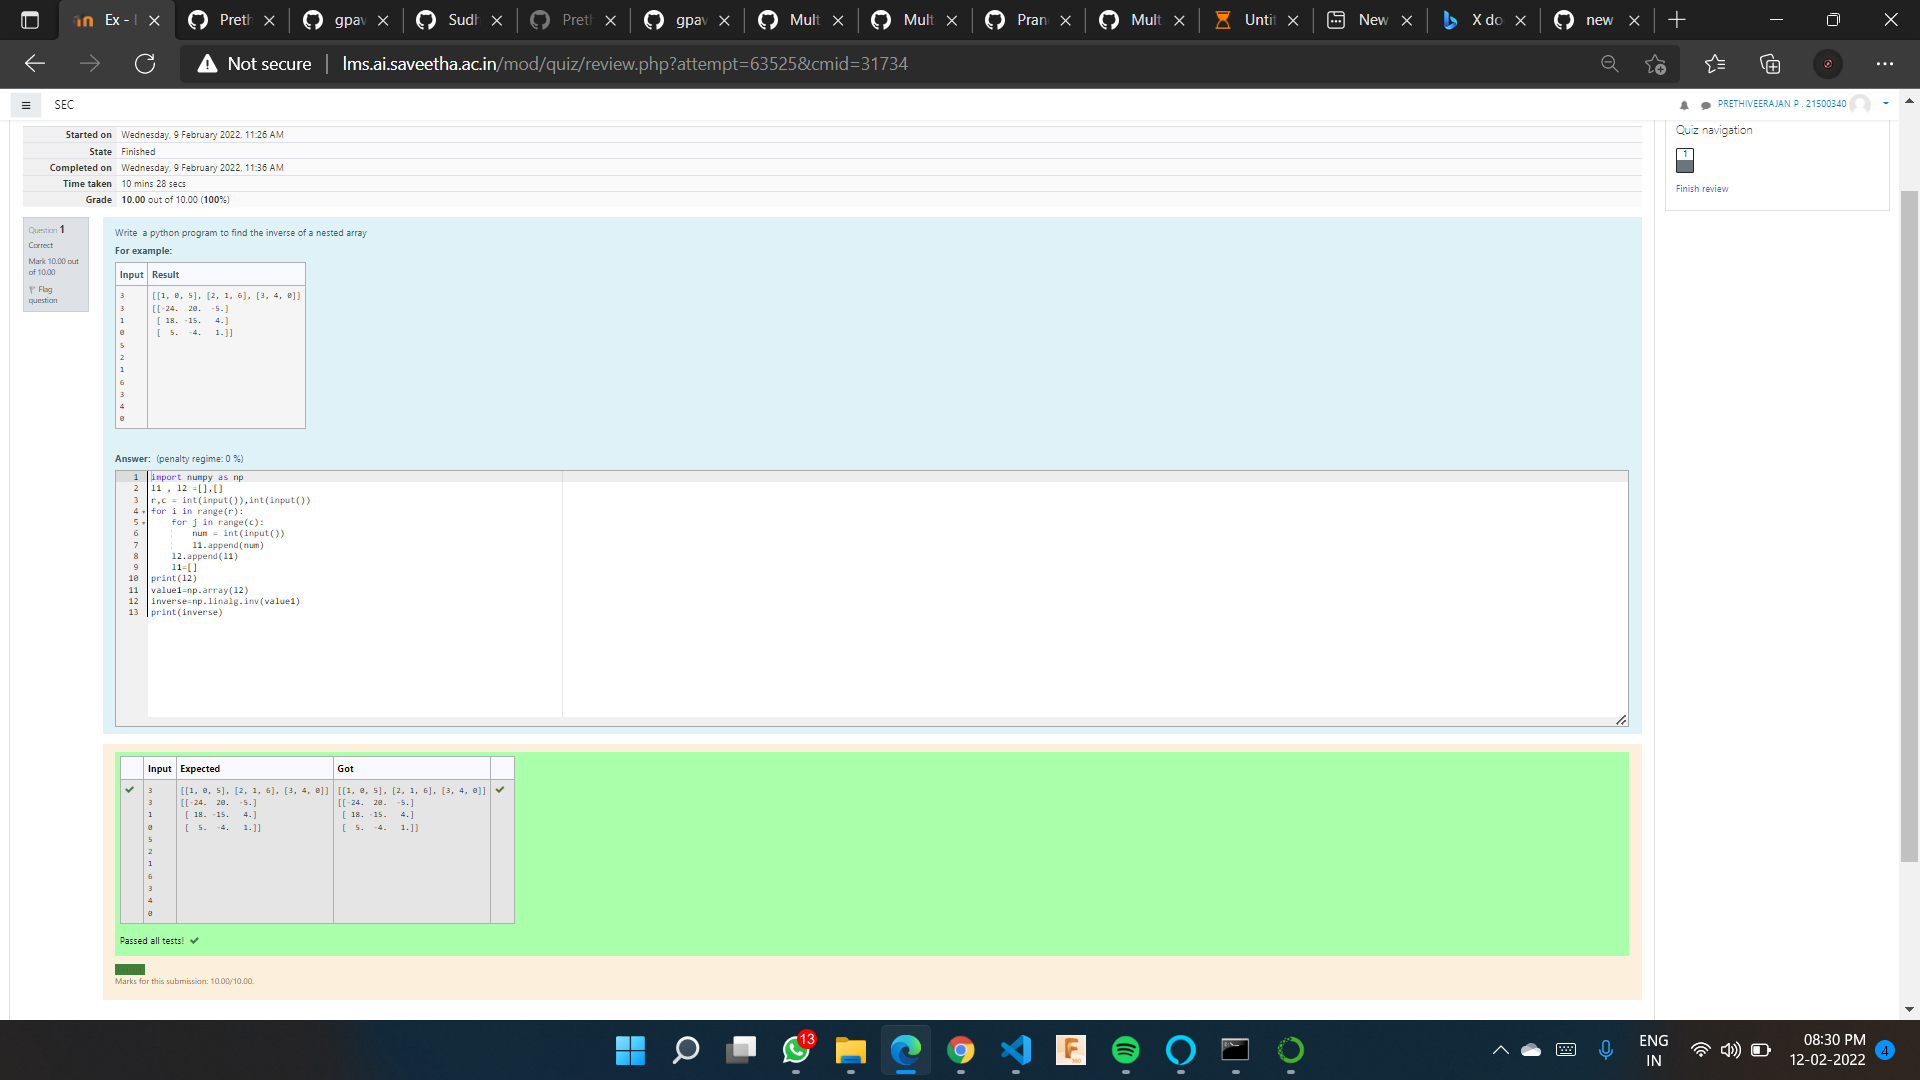 Ex - I
Preth
gpav
Sudh
Preth
gpav
Mult
Mult
Pran
Mult
Untit
New
X do
new
Not secure lms.ai.saveetha.ac.in/mod/quiz/review.php?attempt=63525&cmid=31734
SEC
PRETHIVEERAJAN P . 21500340
Started on Wednesday, 9 February 2022, 11:26 AM
State Finished
Completed on Wednesday, 9 February 2022, 11:36 AM
Time taken 10 mins 28 secs
Grade 10.00 out of 10.00 (100%)
Quiz navigation
1
Finish review
Question 1
Correct
Mark 10.00 out
of 10.00
Flag
question
Write a python program to find the inverse of a nested array
For example:
Input Result
3 [[1, 0, 5], [2, 1, 6], [3, 4, 0]]
3 [[-24. 20. -5.]
1 [ 18. -15. 4.]
0 [ 5. -4. 1.]]
5
2
1
6
3
4
0
Answer: (penalty regime: 0 %)
1 import numpy as np
2 l1 , l2 =[],[]
3 r,c = int(input()),int(input())
4 for i in range(r):
5 for j in range(c):
6 num = int(input())
7 l1.append(num)
8 l2.append(l1)
9 l1=[]
10 print(l2)
11 value1=np.array(l2)
12 inverse=np.linalg.inv(value1)
13 print(inverse)
Input Expected Got
3 [[1, 0, 5], [2, 1, 6], [3, 4, 0]] [[1, 0, 5], [2, 1, 6], [3, 4, 0]]
3 [[-24. 20. -5.] [[-24. 20. -5.]
1 [ 18. -15. 4.] [ 18. -15. 4.]
0 [ 5. -4. 1.]] [ 5. -4. 1.]]
5
2
1
6
3
4
0
Passed all tests!
Marks for this submission: 10.00/10.00.
13
ENG
IN
08:30 PM
12-02-2022
4